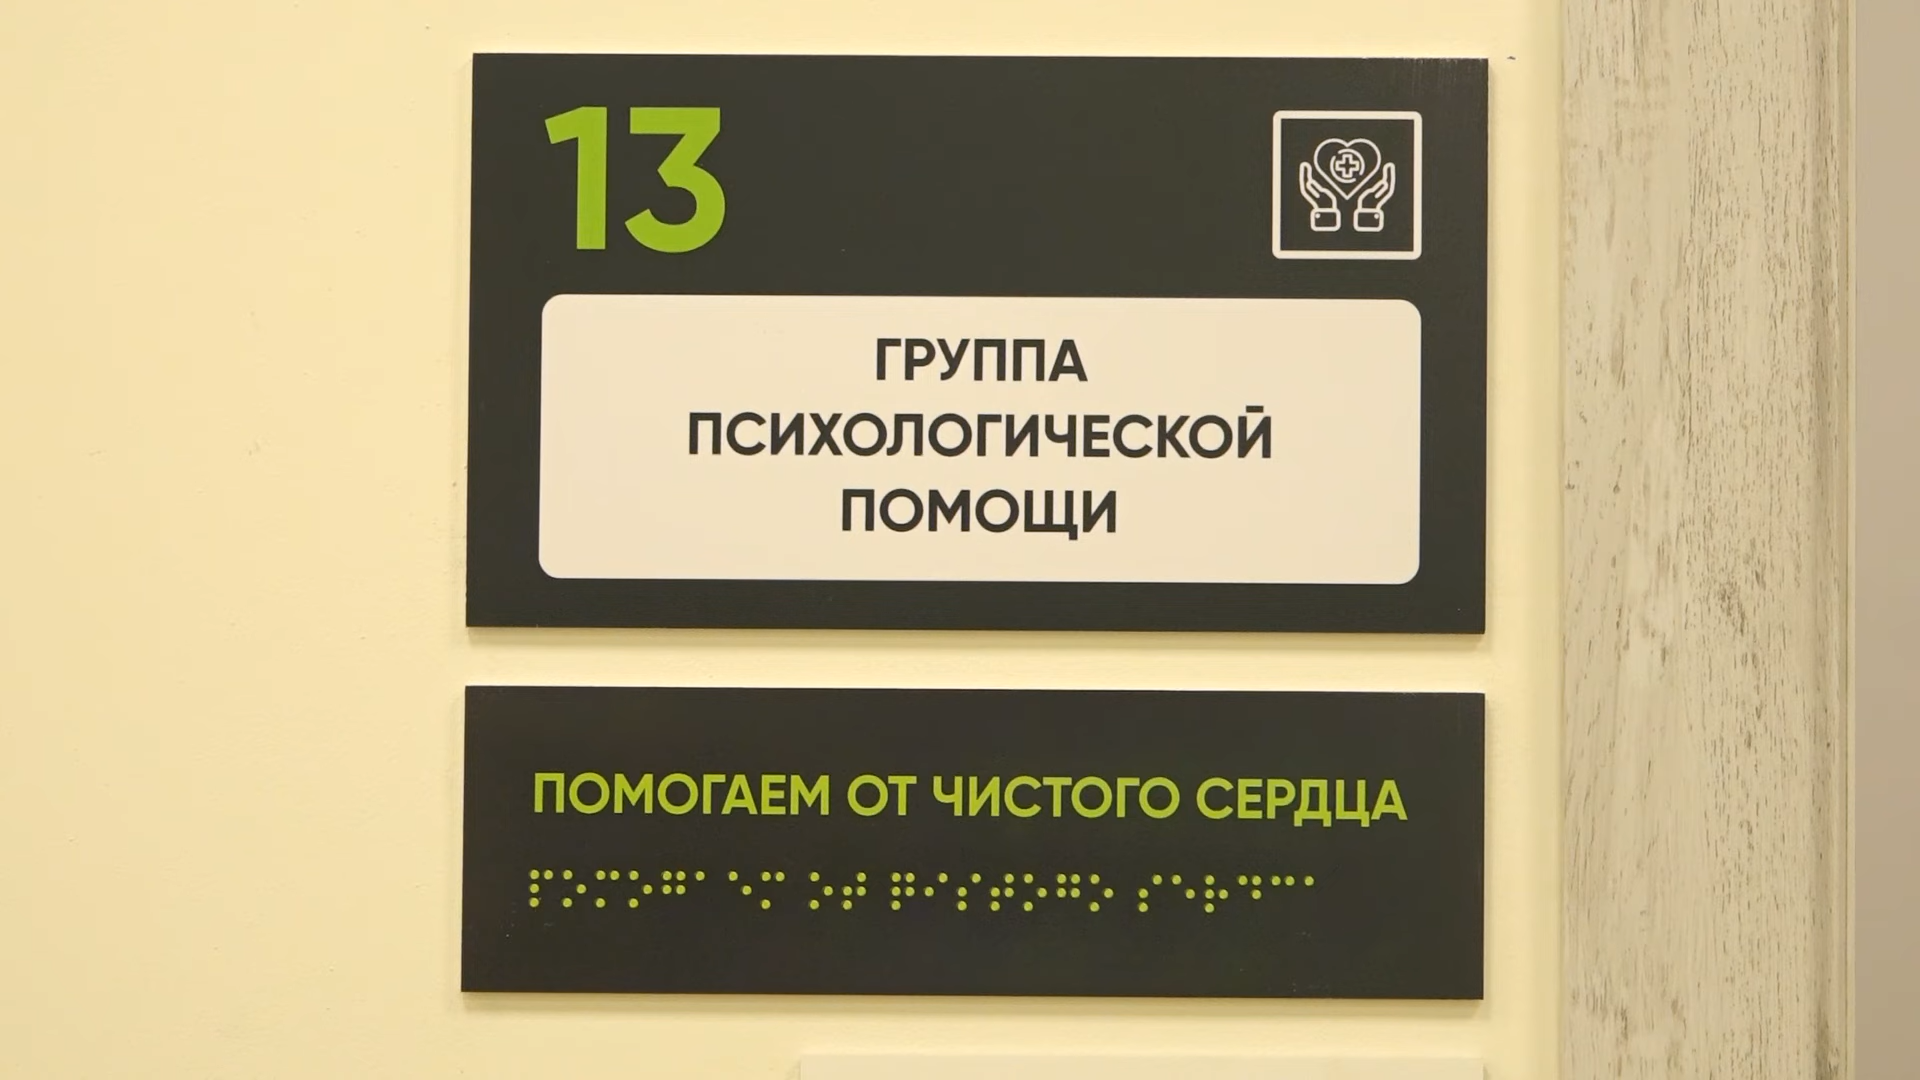 13
ГРУППА
ПСИХОЛОГИЧЕСКОЙ
ПОМОЩИ
ПОМОГАЕМ ОТ ЧИСТОГО СЕРДЦА
⠏⠕⠍⠕⠛⠁⠑⠍ ⠕⠞ ⠟⠊⠎⠞⠕⠛⠕ ⠎⠑⠗⠙⠉⠁